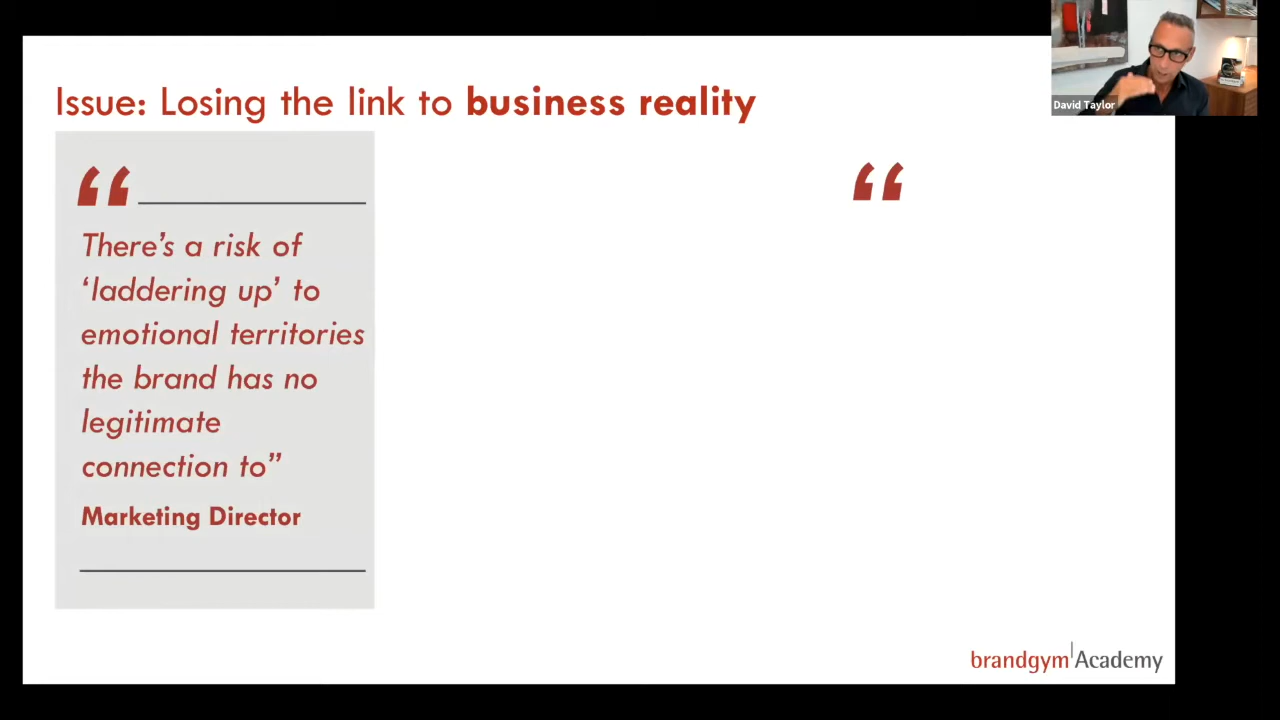 David Taylor
Issue: Losing the link to business reality
“
“
There’s a risk of
‘laddering up’ to
emotional territories
the brand has no
legitimate
connection to”
Marketing Director
brandgym Academy